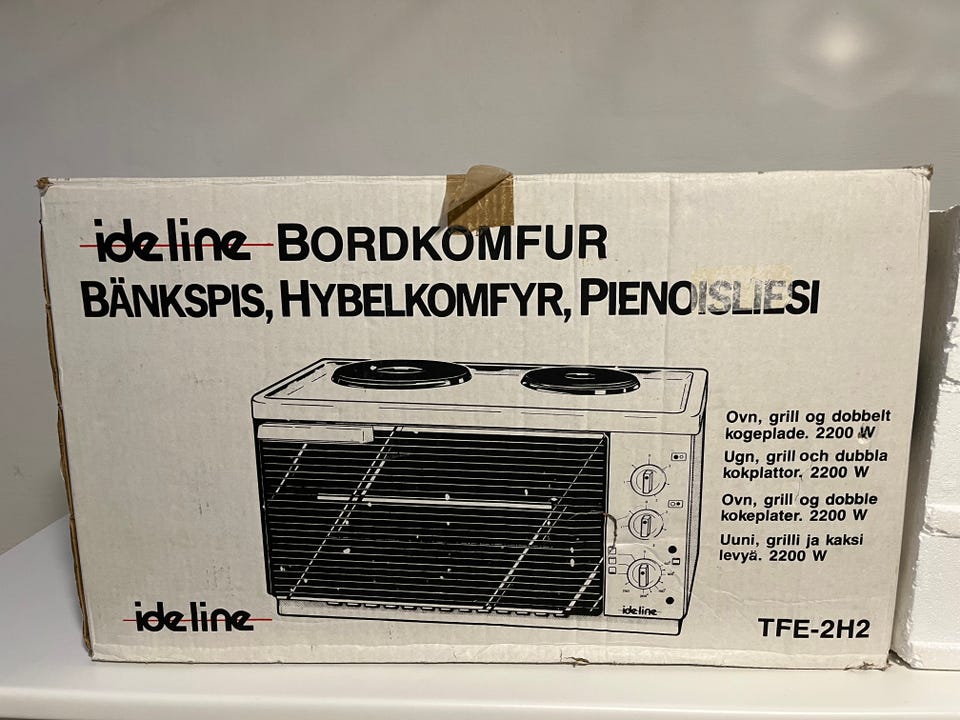 ideline BORDKOMFUR
BÄNKSPIS, HYBELKOMFYR, PIENOISLIESI
Ovn, grill og dobbelt
kogeplade. 2200 W
Ugn, grill och dubbla
kokplattor. 2200 W
Ovn, grill og doble
kokeplater. 2200 W
Uuni, grilli ja kaksi
levyä. 2200 W
ideline
ideline
TFE-2H2